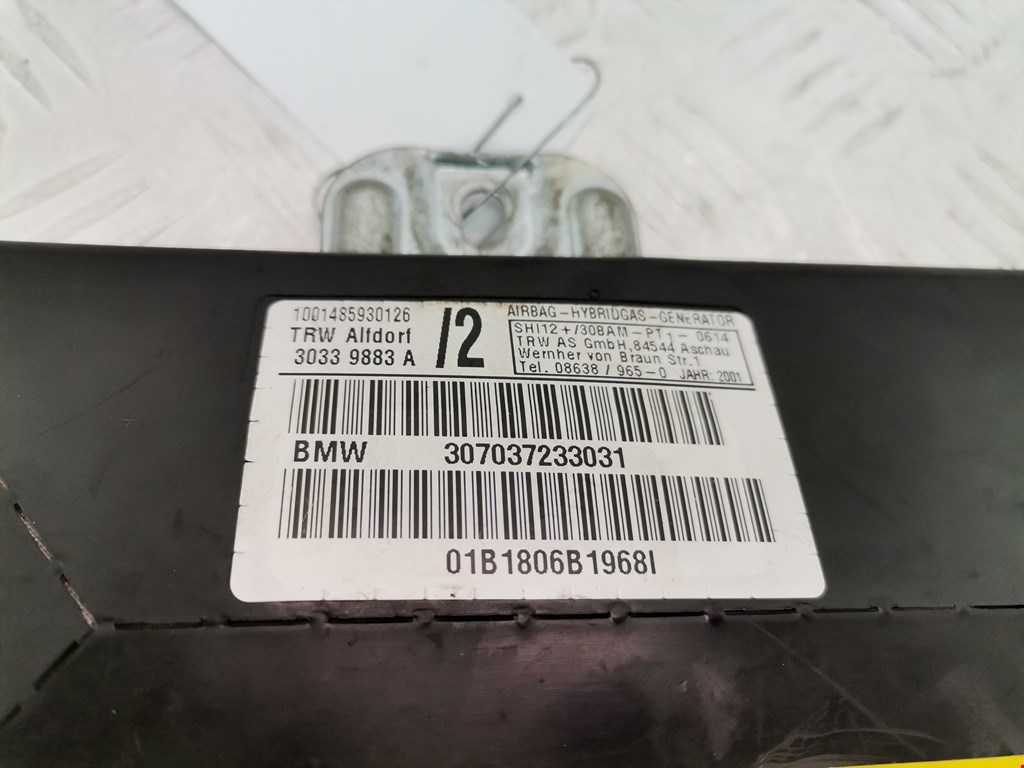 1001485930126
TRW Alfdorf
3033 9883 A
/2
AIRBAG-HYBRIDGAS-GENERATOR
SHI12+/30BAM-PT1-0614
TRW AS GmbH,84544 Aschau
Wernher von Braun Str.1
Tel. 08638 / 965-0 JAHR: 2001
BMW 307037233031
01B1806B1968I